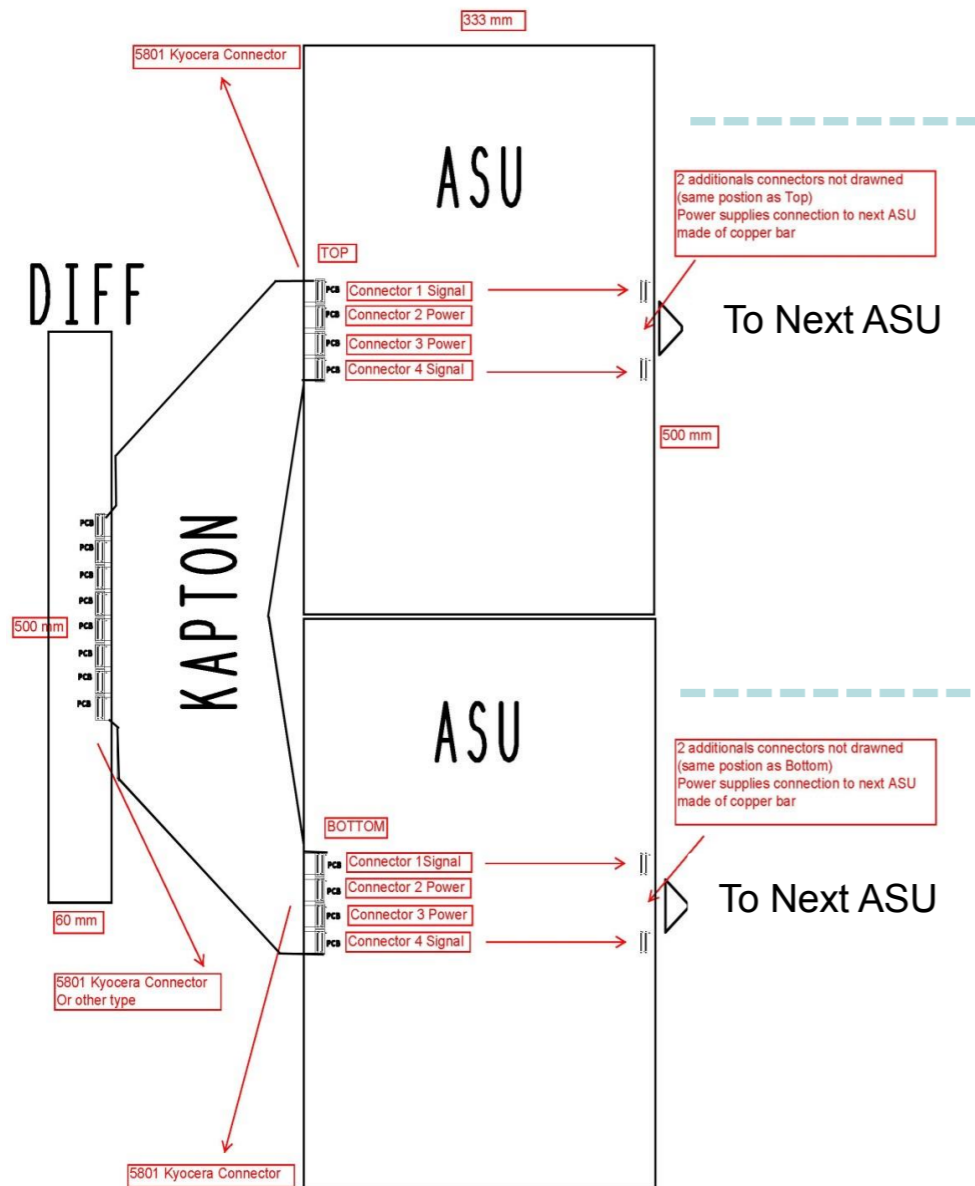 333 mm
5801 Kyocera Connector
ASU
2 additionals connectors not drawned
(same postion as Top)
Power supplies connection to next ASU
made of copper bar
TOP
DIFF
PCB Connector 1 Signal
PCB Connector 2 Power
PCB Connector 3 Power
PCB Connector 4 Signal
To Next ASU
500 mm
KAPTON
PCB
PCB
PCB
PCB
PCB
PCB
PCB
PCB
500 mm
ASU
2 additionals connectors not drawned
(same postion as Bottom)
Power supplies connection to next ASU
made of copper bar
BOTTOM
PCB Connector 1Signal
PCB Connector 2 Power
PCB Connector 3 Power
PCB Connector 4 Signal
To Next ASU
60 mm
5801 Kyocera Connector
Or other type
5801 Kyocera Connector